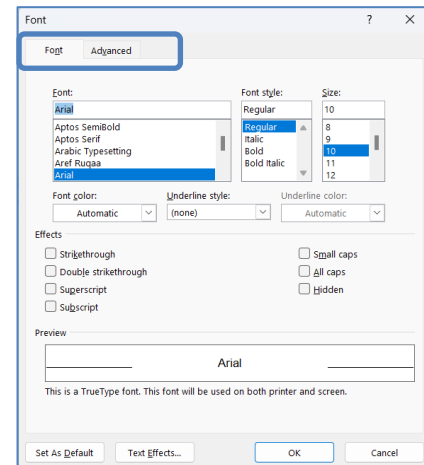 Font ? ×
Font Advanced
Font: Font style: Size:
Arial Regular 10
Aptos SemiBold Regular 8
Aptos Serif Italic 9
Arabic Typesetting Bold 10
Aref Ruqaa Bold Italic 11
Arial 12
Font color: Underline style: Underline color:
Automatic (none) Automatic
Effects
Strikethrough Small caps
Double strikethrough All caps
Superscript Hidden
Subscript
Preview
Arial
This is a TrueType font. This font will be used on both printer and screen.
Set As Default Text Effects... OK Cancel